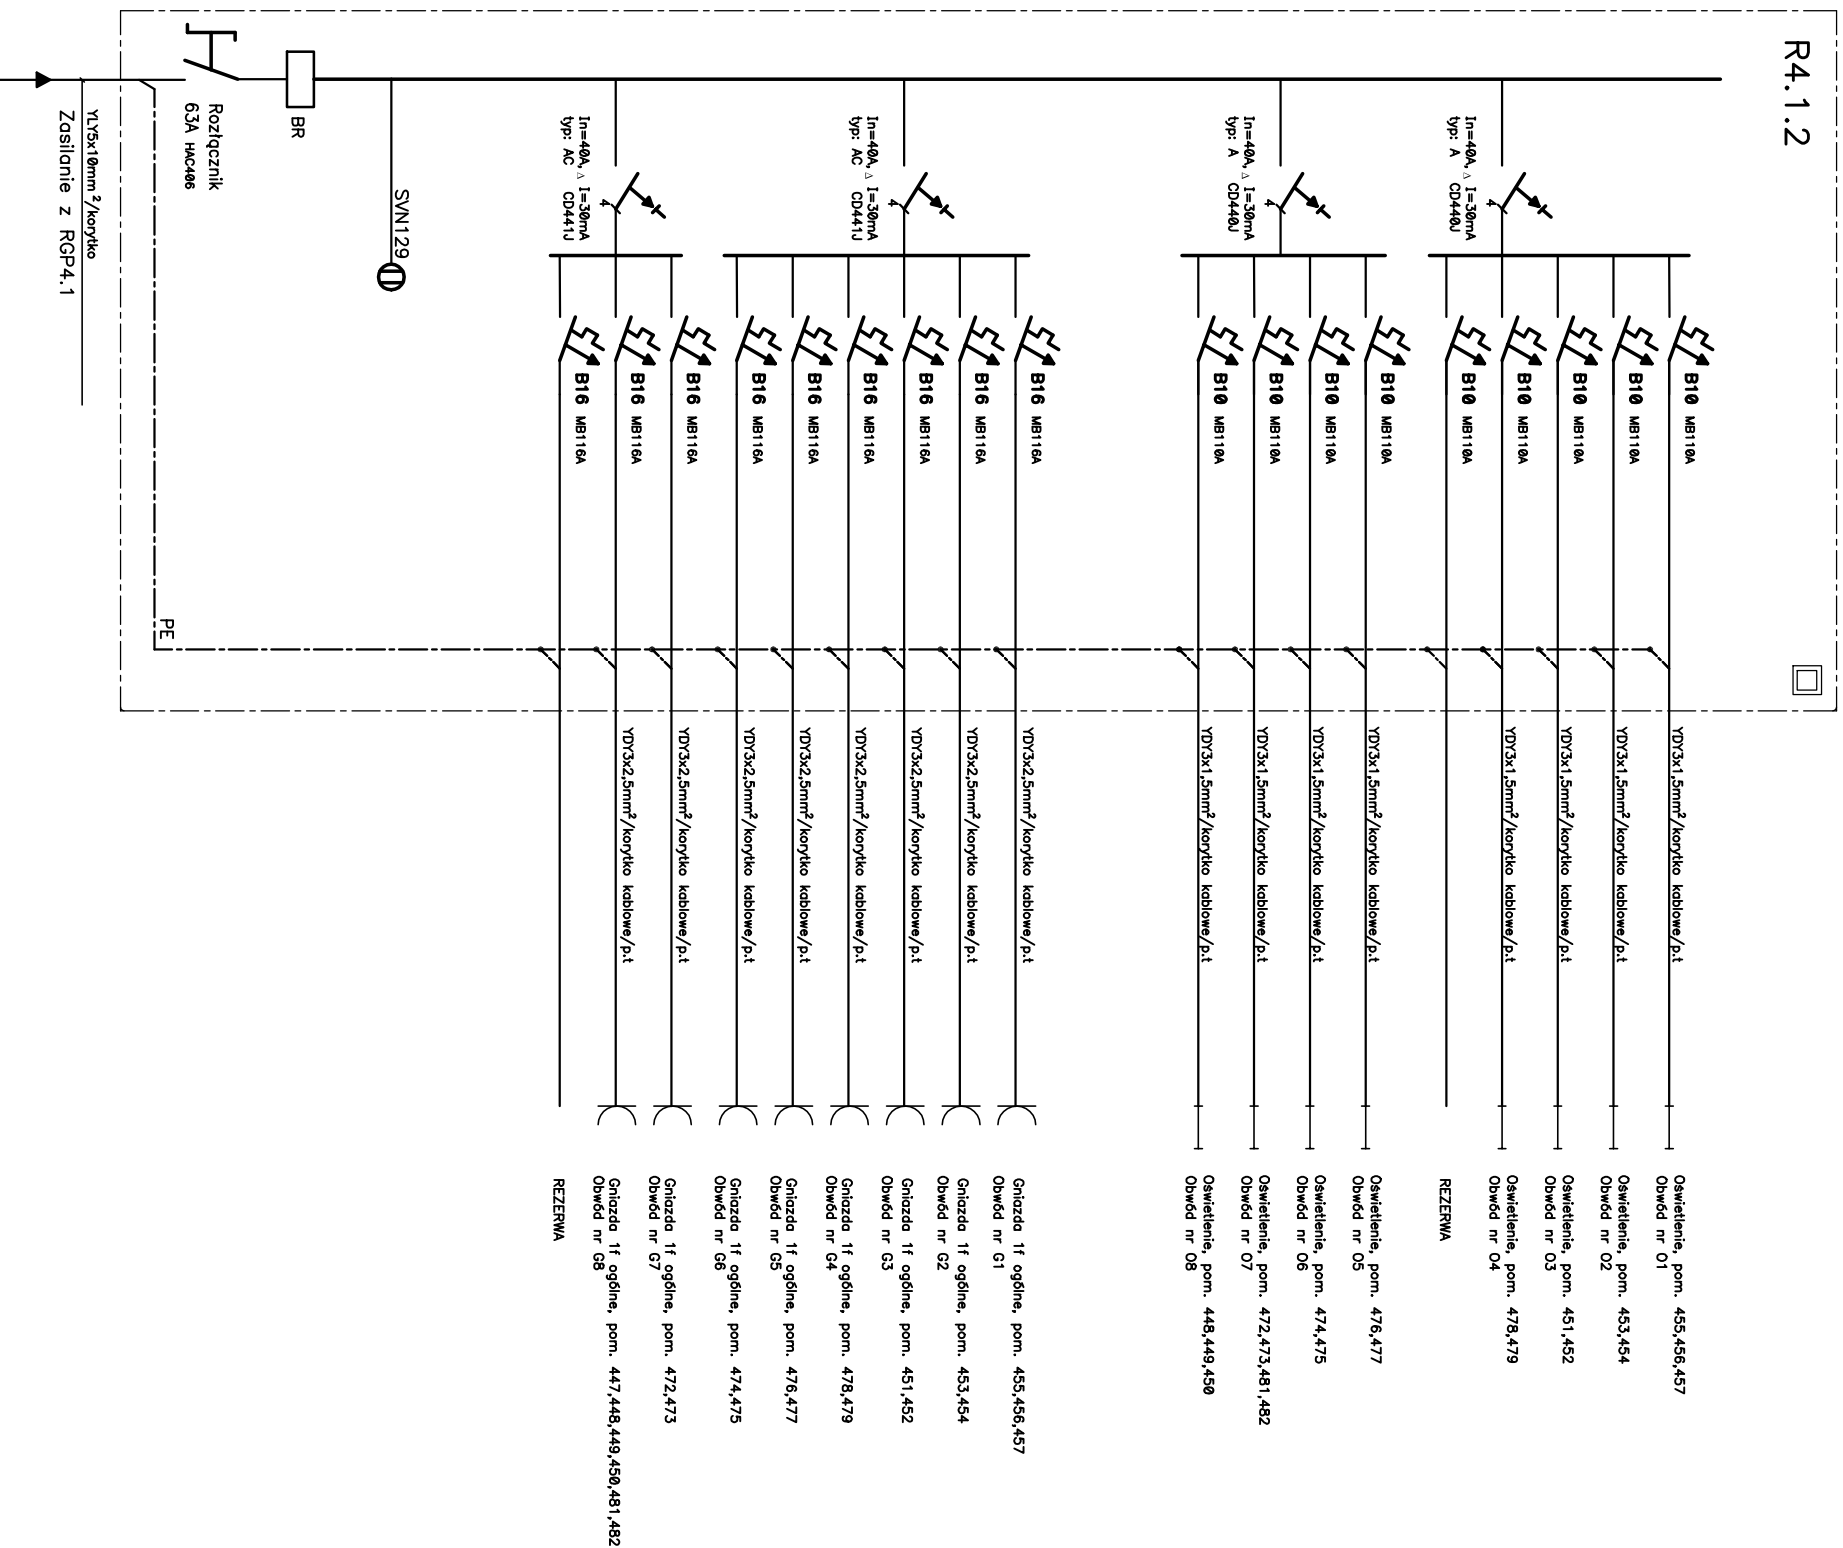 R4.1.2
YLY5x10mm²/korytko
Zasilanie z RGP4.1
Rozłącznik
63A HAC406
BR
SVN129
PE
In=40A, △ I=30mA
typ: A CD440J
4
In=40A, △ I=30mA
typ: A CD440J
4
In=40A, △ I=30mA
typ: AC CD441J
4
In=40A, △ I=30mA
typ: AC CD441J
4
B10 MB110A
B10 MB110A
B10 MB110A
B10 MB110A
B10 MB110A
B10 MB110A
B10 MB110A
B10 MB110A
B10 MB110A
B16 MB116A
B16 MB116A
B16 MB116A
B16 MB116A
B16 MB116A
B16 MB116A
B16 MB116A
B16 MB116A
B16 MB116A
YDY3x1,5mm²/korytko kablowe/p.t
YDY3x1,5mm²/korytko kablowe/p.t
YDY3x1,5mm²/korytko kablowe/p.t
YDY3x1,5mm²/korytko kablowe/p.t
YDY3x1,5mm²/korytko kablowe/p.t
YDY3x1,5mm²/korytko kablowe/p.t
YDY3x1,5mm²/korytko kablowe/p.t
YDY3x1,5mm²/korytko kablowe/p.t
YDY3x2,5mm²/korytko kablowe/p.t
YDY3x2,5mm²/korytko kablowe/p.t
YDY3x2,5mm²/korytko kablowe/p.t
YDY3x2,5mm²/korytko kablowe/p.t
YDY3x2,5mm²/korytko kablowe/p.t
YDY3x2,5mm²/korytko kablowe/p.t
YDY3x2,5mm²/korytko kablowe/p.t
YDY3x2,5mm²/korytko kablowe/p.t
Oświetlenie, pom. 455,456,457
Obwód nr O1
Oświetlenie, pom. 453,454
Obwód nr O2
Oświetlenie, pom. 451,452
Obwód nr O3
Oświetlenie, pom. 478,479
Obwód nr O4
REZERWA
Oświetlenie, pom. 476,477
Obwód nr O5
Oświetlenie, pom. 474,475
Obwód nr O6
Oświetlenie, pom. 472,473,481,482
Obwód nr O7
Oświetlenie, pom. 448,449,450
Obwód nr O8
Gniazda 1f ogólne, pom. 455,456,457
Obwód nr G1
Gniazda 1f ogólne, pom. 453,454
Obwód nr G2
Gniazda 1f ogólne, pom. 451,452
Obwód nr G3
Gniazda 1f ogólne, pom. 478,479
Obwód nr G4
Gniazda 1f ogólne, pom. 476,477
Obwód nr G5
Gniazda 1f ogólne, pom. 474,475
Obwód nr G6
Gniazda 1f ogólne, pom. 472,473
Obwód nr G7
Gniazda 1f ogólne, pom. 447,448,449,450,481,482
Obwód nr G8
REZERWA